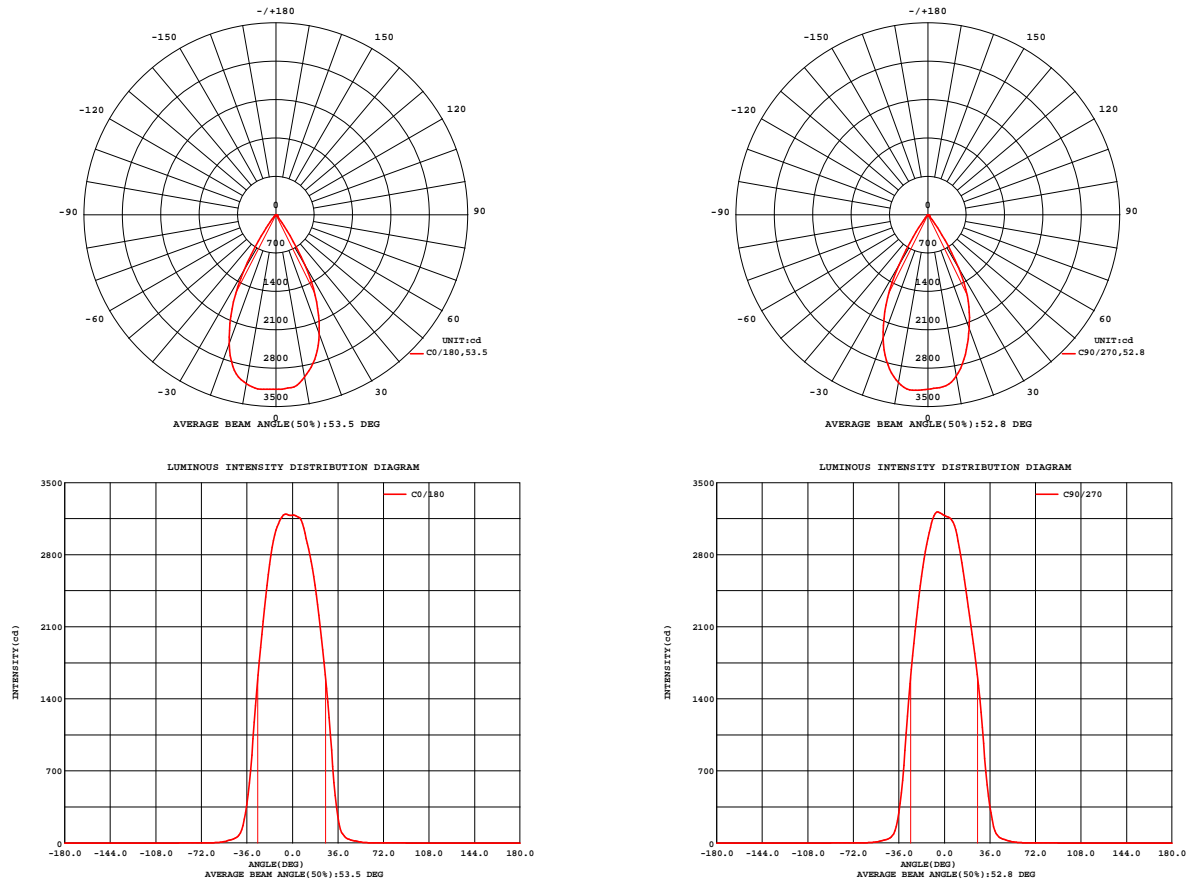 -/+180
-150
150
-120
120
-90
90
-60
60
-30
30
0
700
1400
2100
2800
3500
0
UNIT:cd
C0/180,53.5
AVERAGE BEAM ANGLE(50%):53.5 DEG
-/+180
-150
150
-120
120
-90
90
-60
60
-30
30
0
700
1400
2100
2800
3500
0
UNIT:cd
C90/270,52.8
AVERAGE BEAM ANGLE(50%):52.8 DEG
LUMINOUS INTENSITY DISTRIBUTION DIAGRAM
C0/180
INTENSITY(cd)
3500
2800
2100
1400
700
0
-180.0 -144.0 -108.0 -72.0 -36.0 0.0 36.0 72.0 108.0 144.0 180.0
ANGLE(DEG)
AVERAGE BEAM ANGLE(50%):53.5 DEG
LUMINOUS INTENSITY DISTRIBUTION DIAGRAM
C90/270
INTENSITY(cd)
3500
2800
2100
1400
700
0
-180.0 -144.0 -108.0 -72.0 -36.0 0.0 36.0 72.0 108.0 144.0 180.0
ANGLE(DEG)
AVERAGE BEAM ANGLE(50%):52.8 DEG